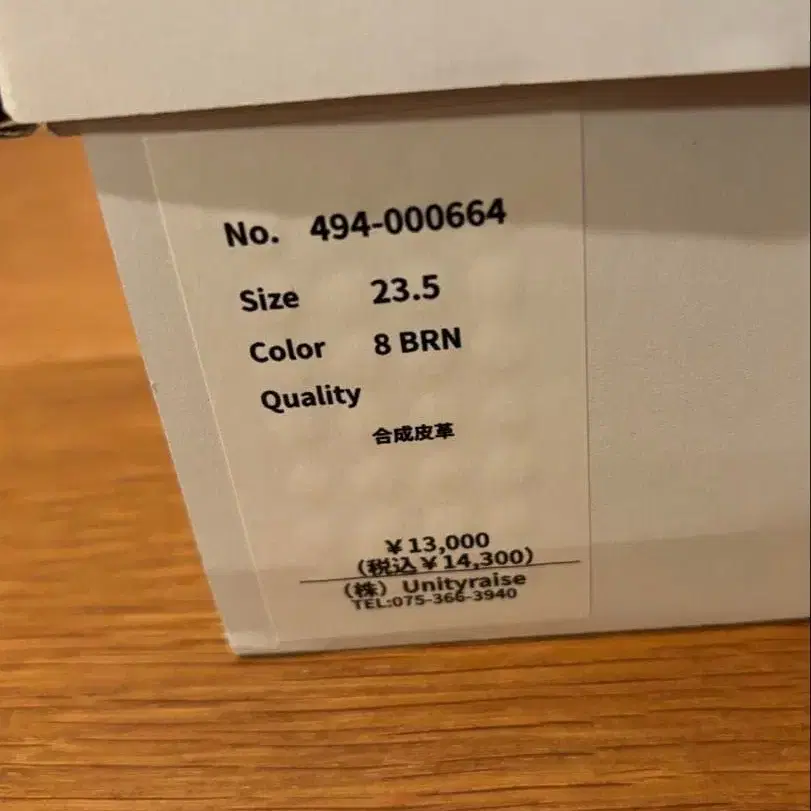 No. 494-000664
Size 23.5
Color 8 BRN
Quality
合成皮革
￥13,000
(税込￥14,300)
(株) Unityraise
TEL:075-366-3940